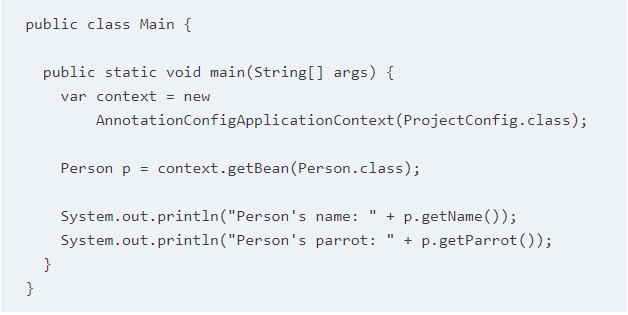 public class Main {
public static void main(String[] args) {
var context = new
AnnotationConfigApplicationContext(ProjectConfig.class);
Person p = context.getBean(Person.class);
System.out.println("Person's name: " + p.getName());
System.out.println("Person's parrot: " + p.getParrot());
}
}